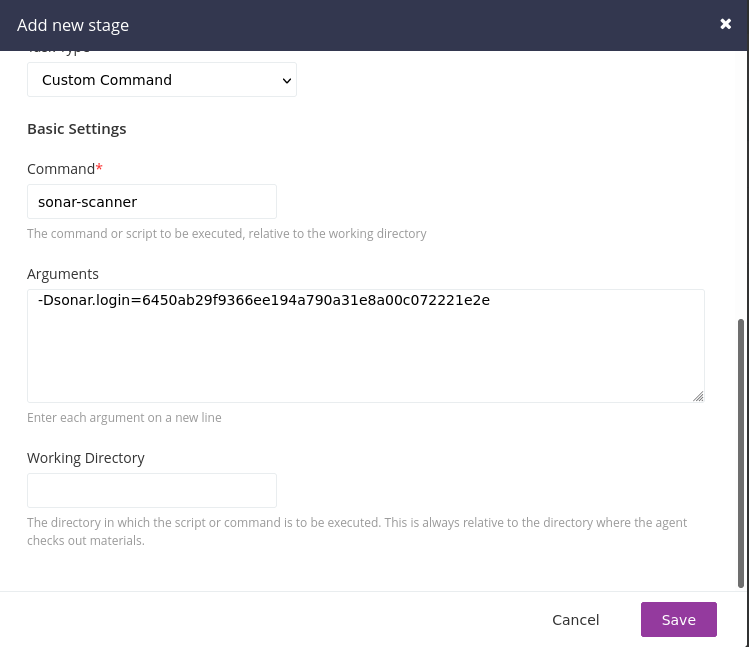 Add new stage
Task Type
Custom Command
Basic Settings
Command*
sonar-scanner
The command or script to be executed, relative to the working directory
Arguments
-Dsonar.login=6450ab29f9366ee194a790a31e8a00c072221e2e
Enter each argument on a new line
Working Directory
The directory in which the script or command is to be executed. This is always relative to the directory where the agent
checks out materials.
Cancel
Save